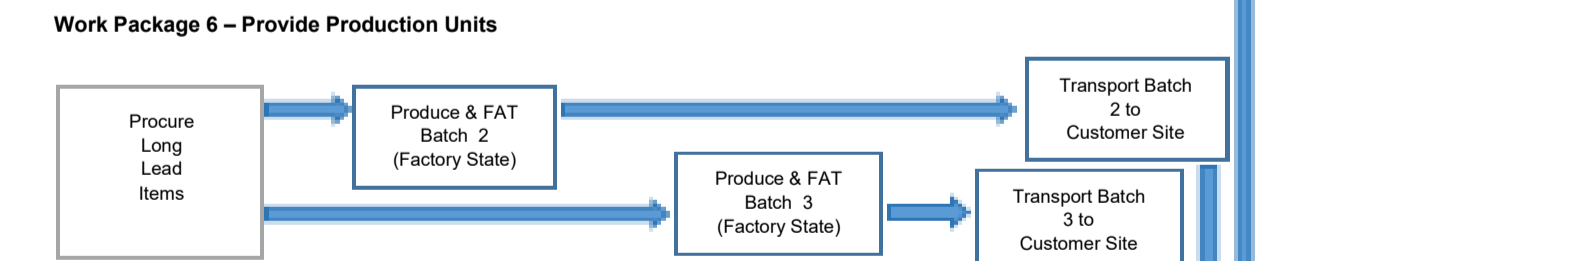 Work Package 6 – Provide Production Units
Procure
Long
Lead
Items
Produce & FAT
Batch 2
(Factory State)
Transport Batch
2 to
Customer Site
Produce & FAT
Batch 3
(Factory State)
Transport Batch
3 to
Customer Site